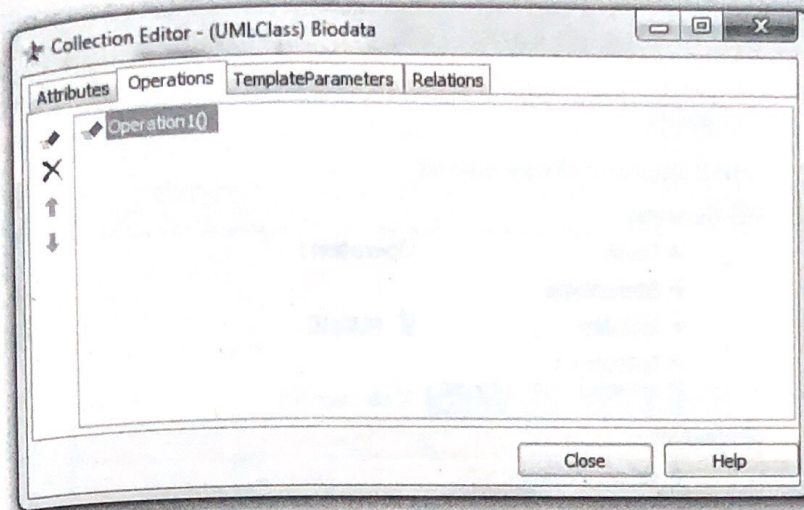 Collection Editor - (UMLClass) Biodata
Attributes Operations TemplateParameters Relations
Operation1()
Close Help